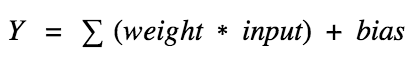 Y = ∑ (weight * input) + bias